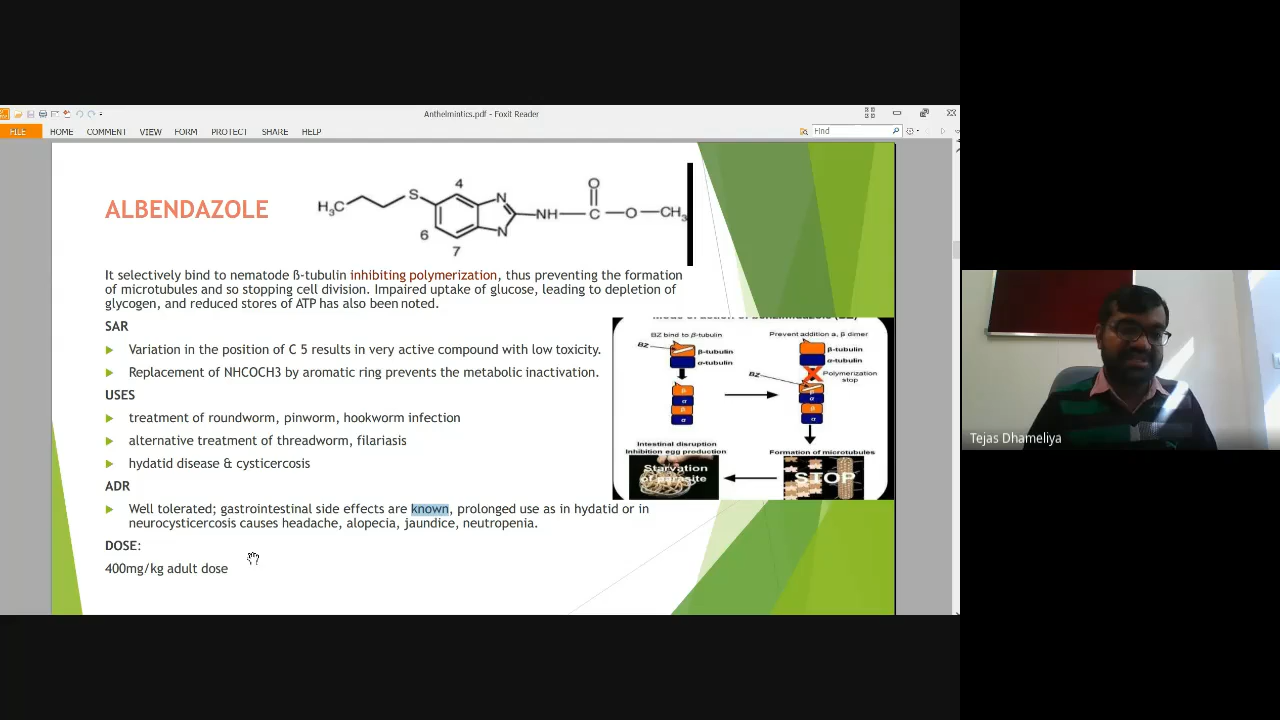 Anthelmintics.pdf - Foxit Reader
FILE HOME COMMENT VIEW FORM PROTECT SHARE HELP
Find
ALBENDAZOLE
H3C S 4 N NH C O O CH3
6 7 N
It selectively bind to nematode ß-tubulin inhibiting polymerization, thus preventing the formation
of microtubules and so stopping cell division. Impaired uptake of glucose, leading to depletion of
glycogen, and reduced stores of ATP has also been noted.
SAR
Variation in the position of C 5 results in very active compound with low toxicity.
Replacement of NHCOCH3 by aromatic ring prevents the metabolic inactivation.
USES
treatment of roundworm, pinworm, hookworm infection
alternative treatment of threadworm, filariasis
hydatid disease & cysticercosis
ADR
Well tolerated; gastrointestinal side effects are known, prolonged use as in hydatid or in
neurocysticercosis causes headache, alopecia, jaundice, neutropenia.
DOSE:
400mg/kg adult dose
BZ bind to β-tubulin
BZ
β-tubulin
α-tubulin
β
α
β
α
Prevent addition α, β dimer
β-tubulin
α-tubulin
Polymerization
stop
BZ
β
α
β
α
Intestinal disruption
Inhibition egg production
Starvation
of parasite
Formation of microtubules
STOP
Tejas Dhameliya